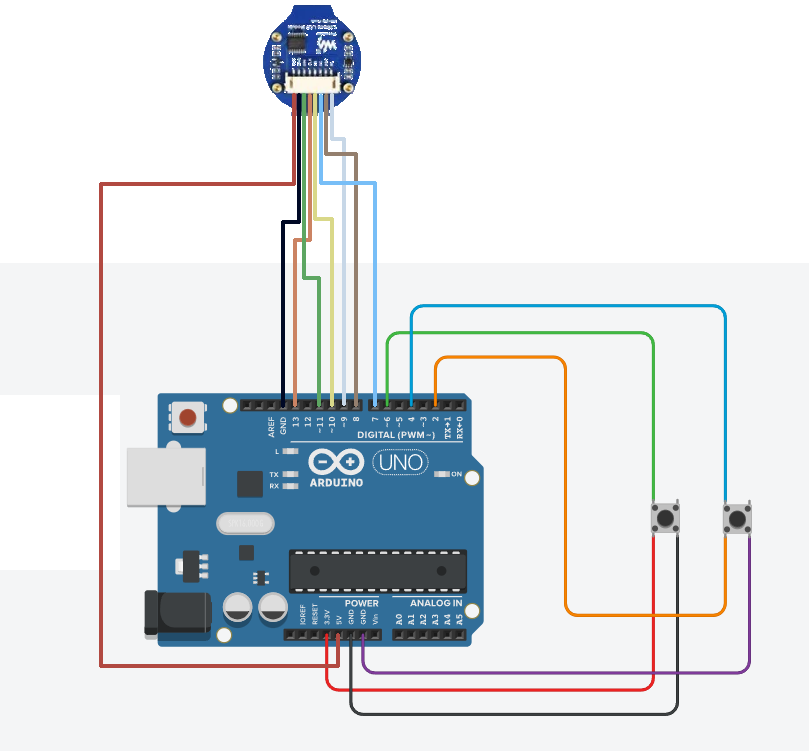 AREF
GND
13
12
~11
~10
~9
8
7
~6
~5
4
~3
2
TX→1
RX←0
DIGITAL (PWM~)
L
TX
RX
UNO
ON
ARDUINO
POWER
ANALOG IN
IOREF
RESET
3.3V
5V
GND
GND
Vin
A0
A1
A2
A3
A4
A5